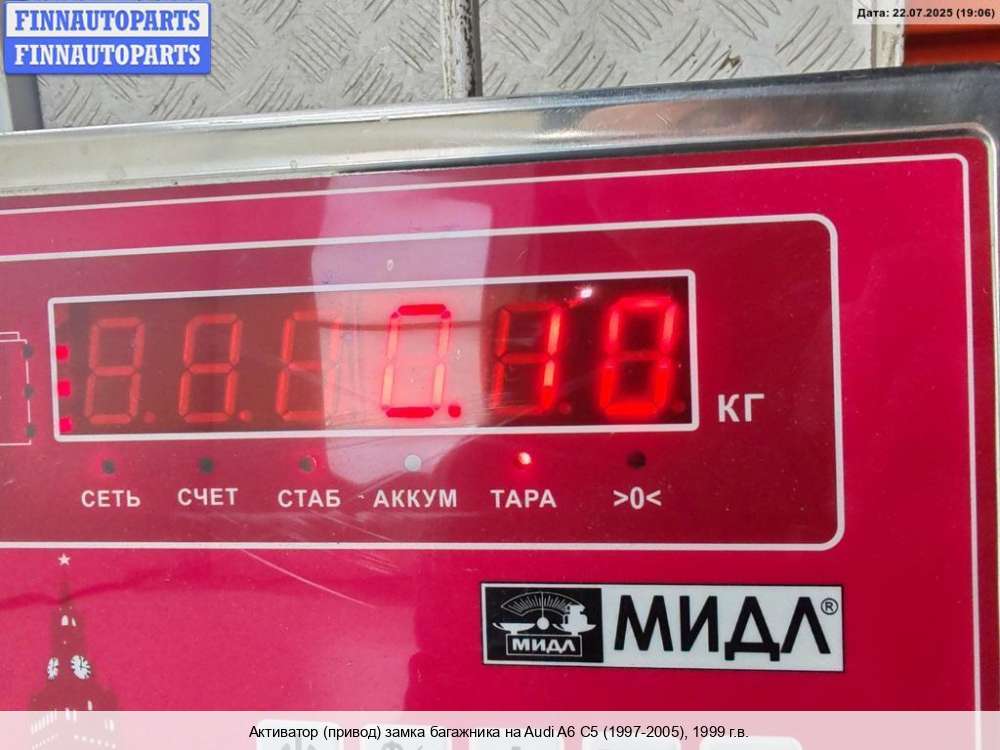 FINNAUTOPARTS
FINNAUTOPARTS
Дата: 22.07.2025 (19:06)
0.10
КГ
СЕТЬ СЧЕТ СТАБ АККУМ ТАРА >0<
МИДЛ
МИДЛ®
Активатор (привод) замка багажника на Audi A6 C5 (1997-2005), 1999 г.в.